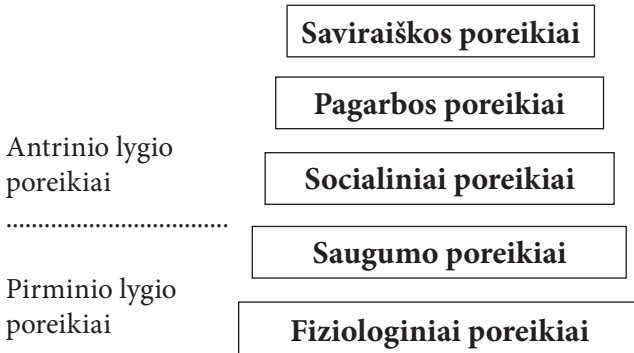 Saviraiškos poreikiai
Pagarbos poreikiai
Antrinio lygio
poreikiai
Socialiniai poreikiai
..................................
Saugumo poreikiai
Pirminio lygio
poreikiai
Fiziologiniai poreikiai